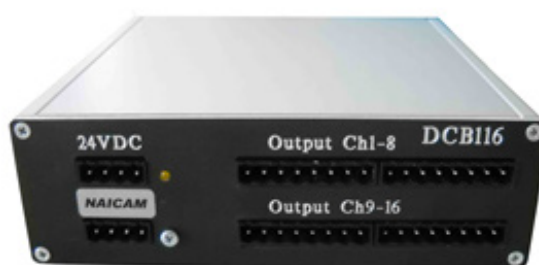 24VDC
Output Ch1-8
DCB116
NAICAM
Output Ch9-16